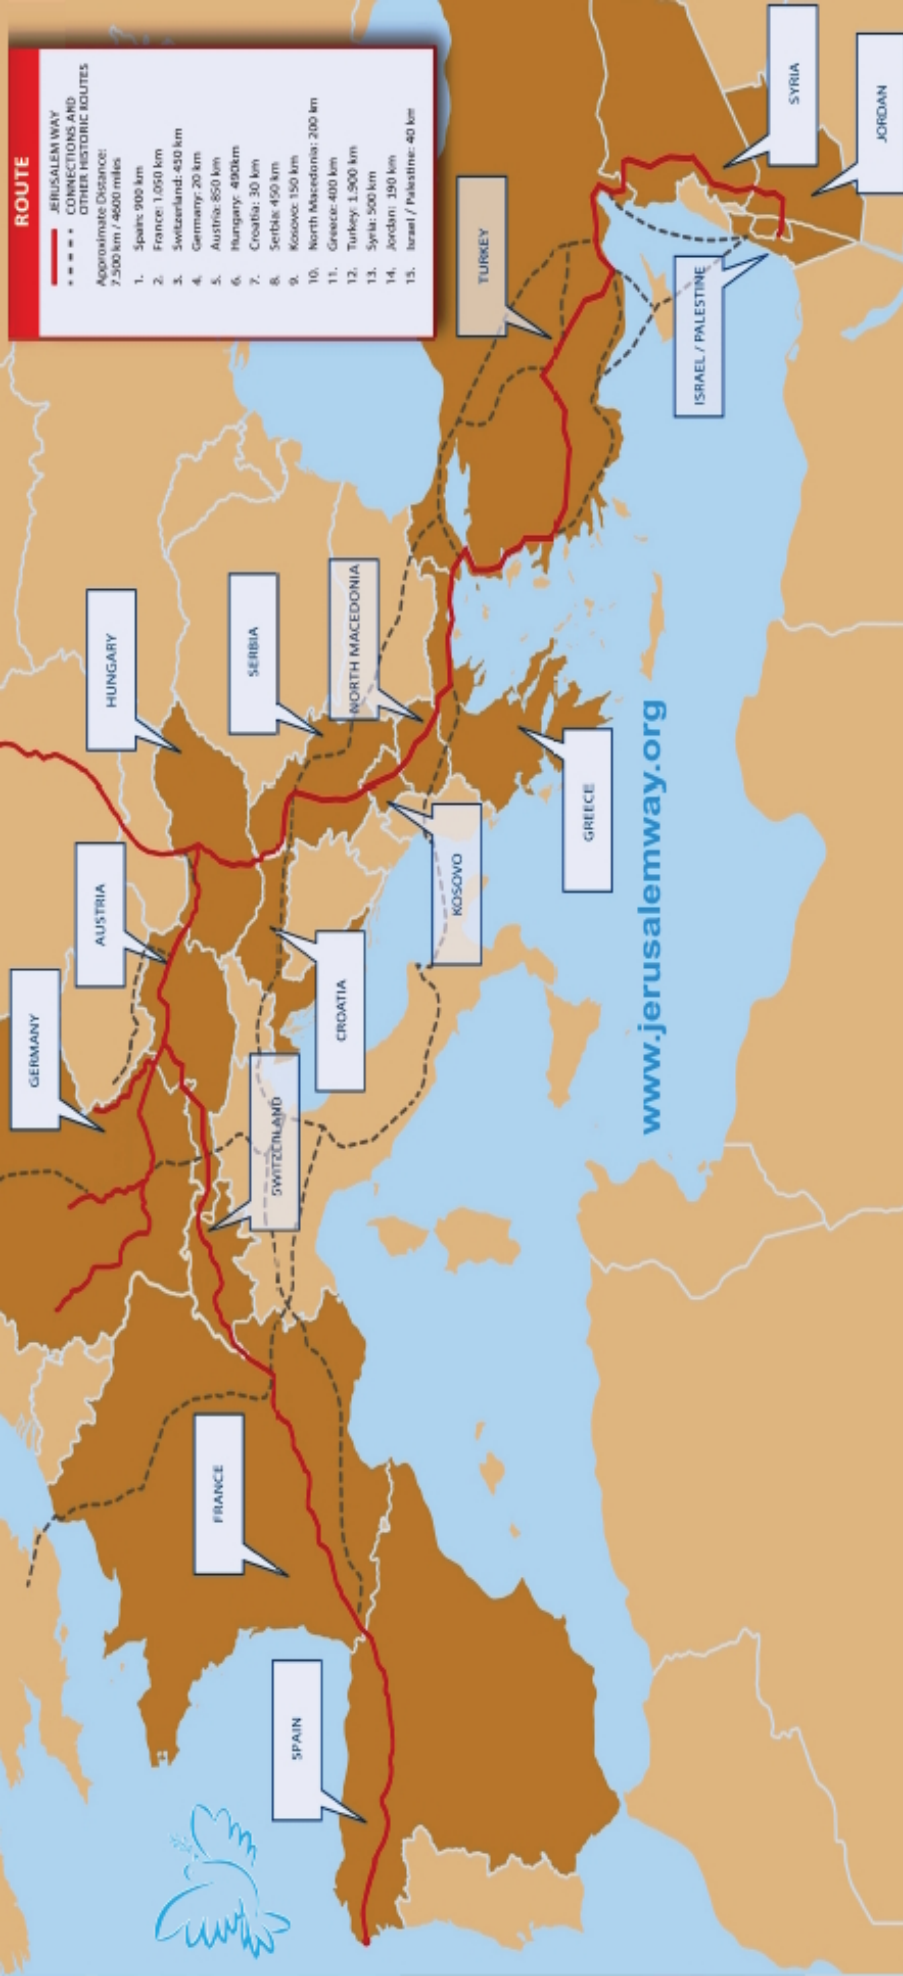 ROUTE
JERUSALEM WAY
CONNECTIONS AND
OTHER HISTORIC ROUTES
Approximate Distance:
7.500 km / 4600 miles
1. Spain: 900 km
2. France: 1.050 km
3. Switzerland: 450 km
4. Germany: 20 km
5. Austria: 850 km
6. Hungary: 490km
7. Croatia: 30 km
8. Serbia: 450 km
9. Kosovo: 150 km
10. North Macedonia: 200 km
11. Greece: 400 km
12. Turkey: 1.900 km
13. Syria: 500 km
14. Jordan: 190 km
15. Israel / Palestine: 40 km
GERMANY
AUSTRIA
HUNGARY
SERBIA
NORTH MACEDONIA
TURKEY
SYRIA
JORDAN
ISRAEL / PALESTINE
GREECE
KOSOVO
CROATIA
SWITZERLAND
FRANCE
SPAIN
www.jerusalemway.org